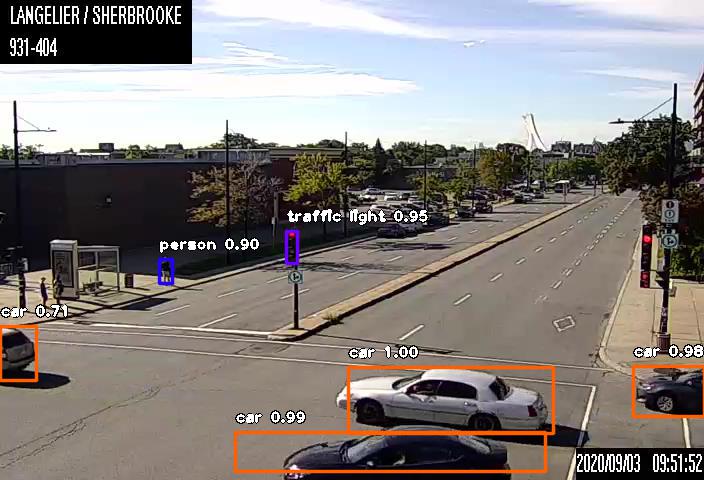 LANGELIER / SHERBROOKE
931-404
traffic light 0.95
person 0.90
car 0.71
car 1.00
car 0.98
car 0.99
2020/09/03 09:51:52